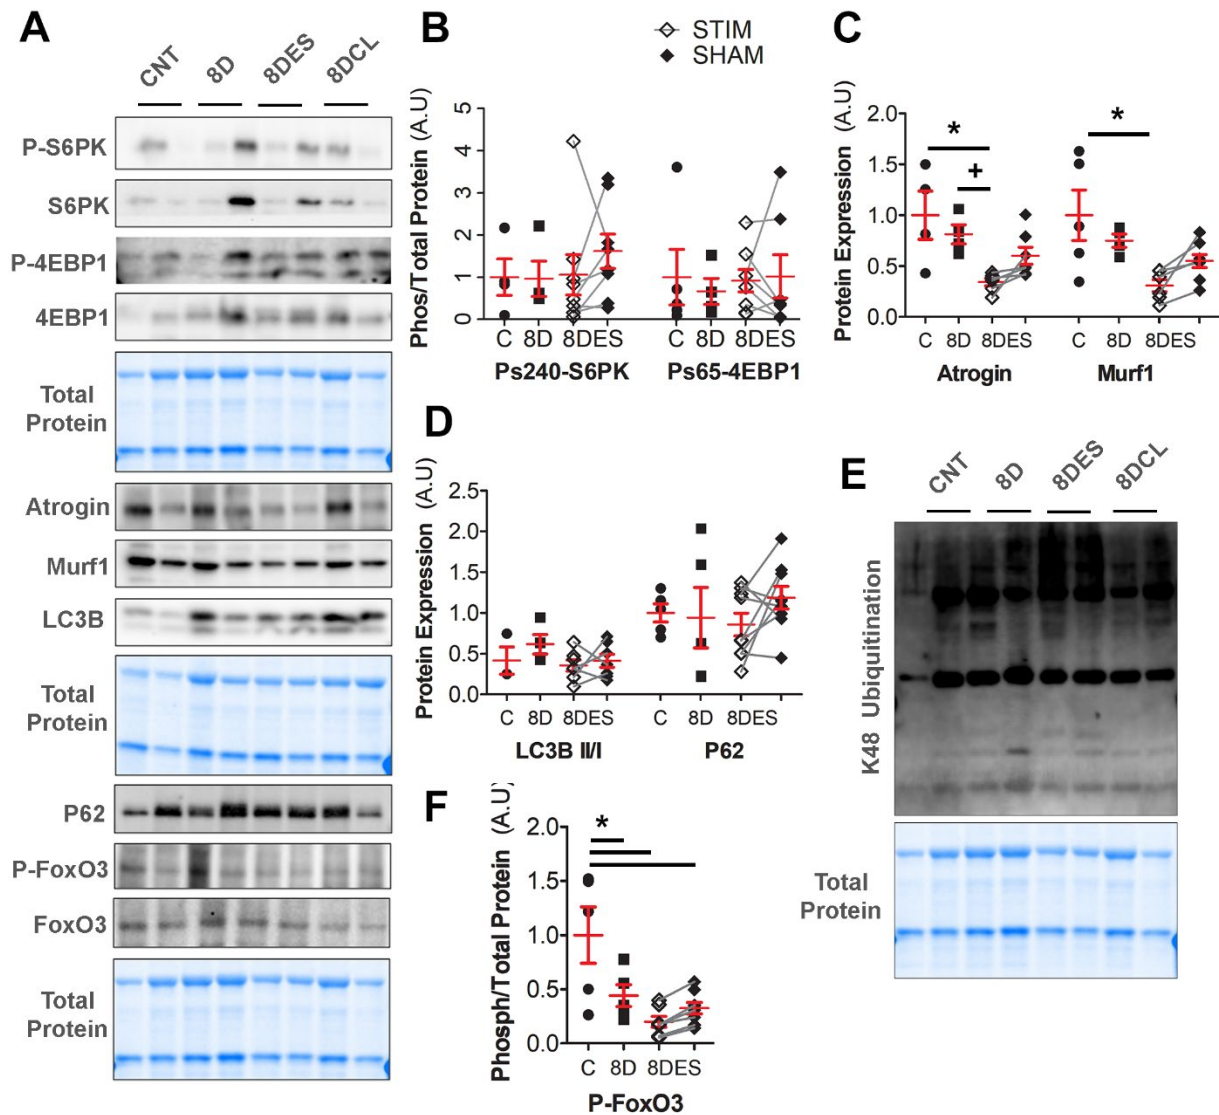 A
CNT 8D 8DES 8DCL
P-S6PK
S6PK
P-4EBP1
4EBP1
Total
Protein
Atrogin
Murf1
LC3B
Total
Protein
P62
P-FoxO3
FoxO3
Total
Protein
B
STIM
SHAM
Phos/Total Protein (A.U)
5
4
3
2
1
0
C 8D 8DES C 8D 8DES
Ps240-S6PK Ps65-4EBP1
C
Protein Expression (A.U)
2.0
1.5
1.0
0.5
0.0
* + *
C 8D 8DES C 8D 8DES
Atrogin Murf1
D
Protein Expression (A.U)
2.5
2.0
1.5
1.0
0.5
0.0
C 8D 8DES C 8D 8DES
LC3B II/I P62
E
CNT 8D 8DES 8DCL
K48 Ubiquitination
Total
Protein
F
Phosph/Total Protein (A.U)
2.0
1.5
1.0
0.5
0.0
*
C 8D 8DES
P-FoxO3